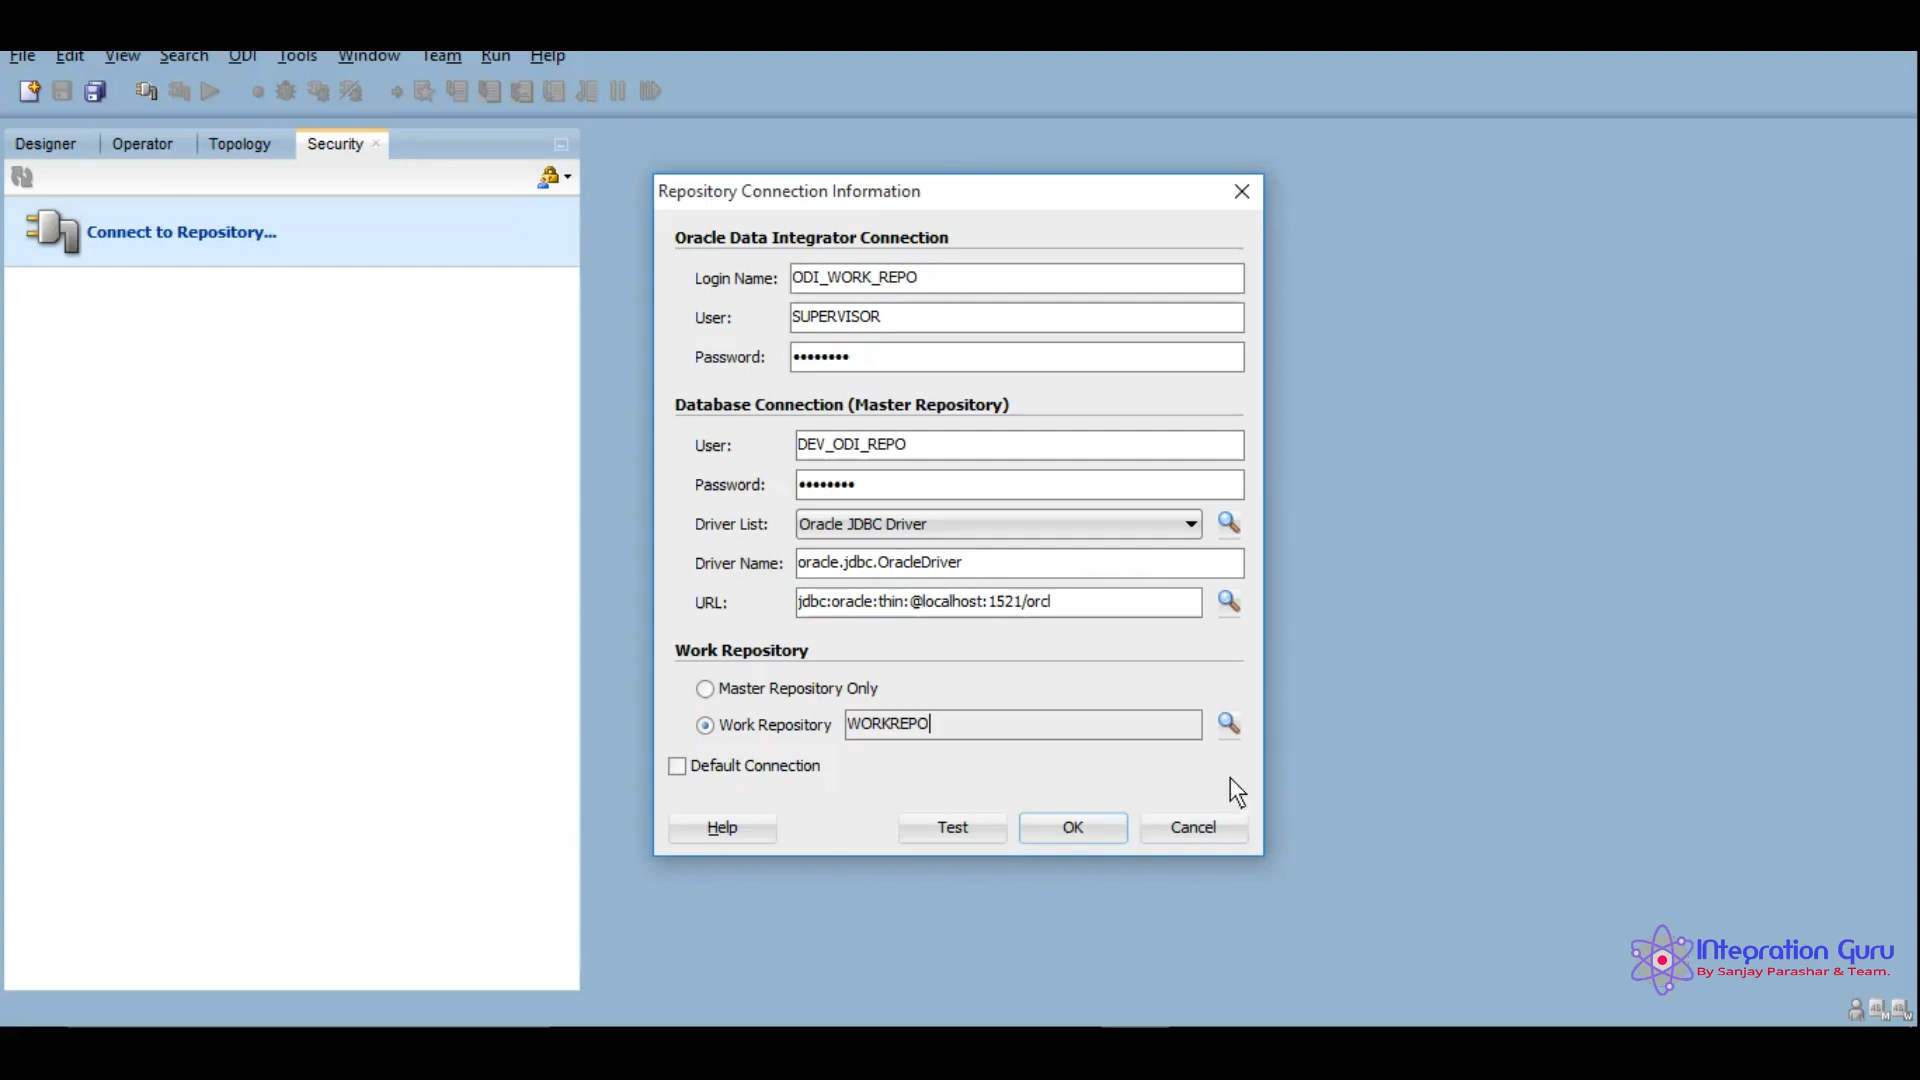 File Edit View Search ODI Tools Window Team Run Help
Designer Operator Topology Security
Connect to Repository...
Repository Connection Information
Oracle Data Integrator Connection
Login Name: ODI_WORK_REPO
User: SUPERVISOR
Password: ••••••••
Database Connection (Master Repository)
User: DEV_ODI_REPO
Password: ••••••••
Driver List: Oracle JDBC Driver
Driver Name: oracle.jdbc.OracleDriver
URL: jdbc:oracle:thin:@localhost:1521/orcl
Work Repository
Master Repository Only
Work Repository WORKREPO
Default Connection
Help Test OK Cancel
INtegration Guru
By Sanjay Parashar & Team.